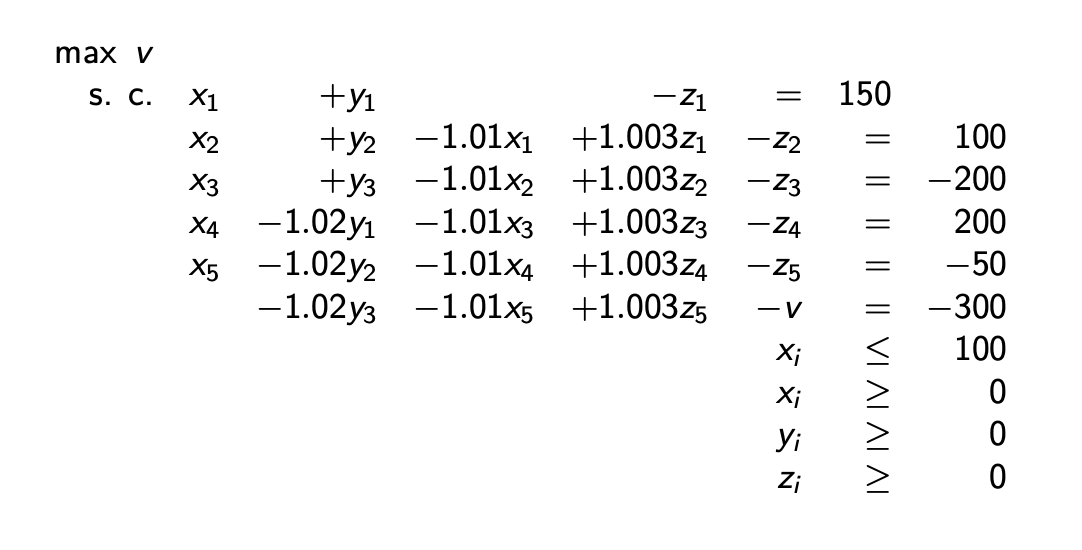 max v
s. c. x₁ +y₁ −z₁ = 150
x₂ +y₂ −1.01x₁ +1.003z₁ −z₂ = 100
x₃ +y₃ −1.01x₂ +1.003z₂ −z₃ = −200
x₄ −1.02y₁ −1.01x₃ +1.003z₃ −z₄ = 200
x₅ −1.02y₂ −1.01x₄ +1.003z₄ −z₅ = −50
−1.02y₃ −1.01x₅ +1.003z₅ −v = −300
xᵢ ≤ 100
xᵢ ≥ 0
yᵢ ≥ 0
zᵢ ≥ 0